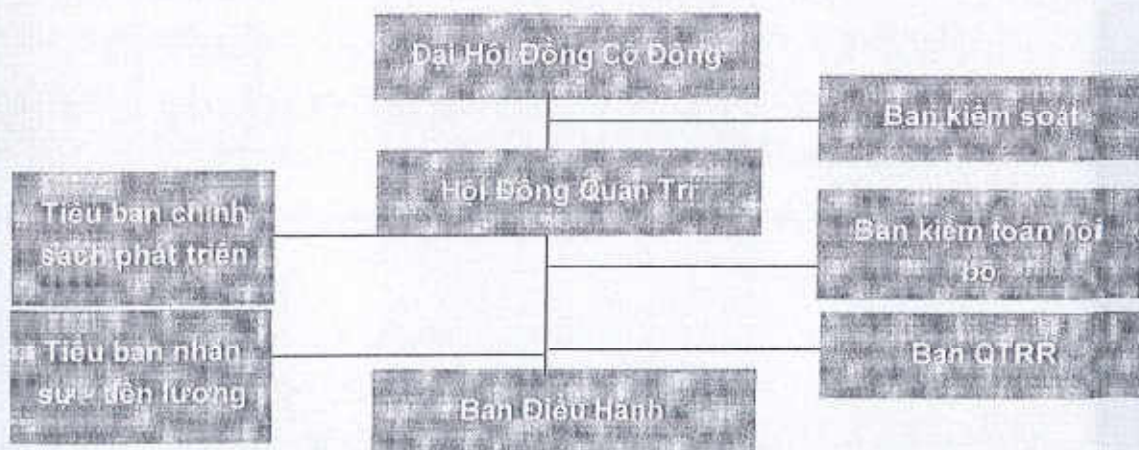 Đại Hội Đồng Cổ Đông
Ban kiểm soát
Hội Đồng Quản Trị
Tiểu ban chính
sách phát triển
Ban kiểm toán nội
bộ
Tiểu ban nhân
sự - tiền lương
Ban QTRR
Ban Điều Hành